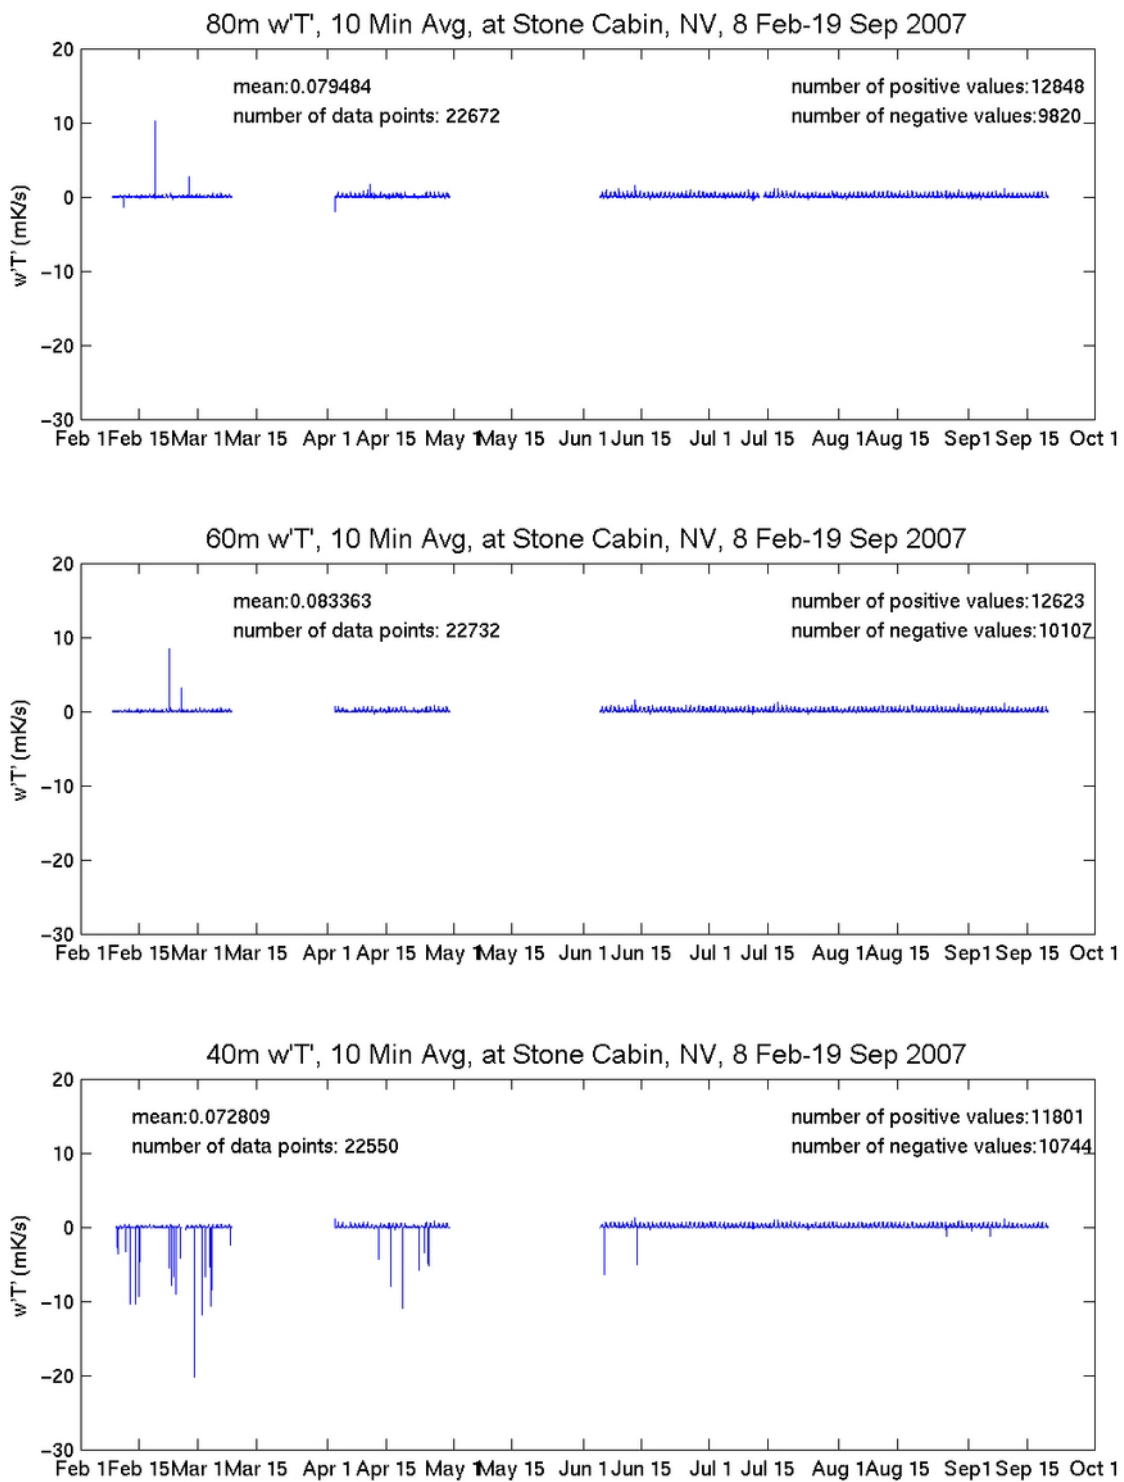 80m w'T', 10 Min Avg, at Stone Cabin, NV, 8 Feb-19 Sep 2007
20
mean:0.079484 number of positive values:12848
number of data points: 22672 number of negative values:9820
10
0
w'T' (mK/s)
−10
−20
−30
Feb 1 Feb 15 Mar 1 Mar 15 Apr 1 Apr 15 May 1 May 15 Jun 1 Jun 15 Jul 1 Jul 15 Aug 1 Aug 15 Sep1 Sep 15 Oct 1
60m w'T', 10 Min Avg, at Stone Cabin, NV, 8 Feb-19 Sep 2007
20
mean:0.083363 number of positive values:12623
number of data points: 22732 number of negative values:10107
10
0
w'T' (mK/s)
−10
−20
−30
Feb 1 Feb 15 Mar 1 Mar 15 Apr 1 Apr 15 May 1 May 15 Jun 1 Jun 15 Jul 1 Jul 15 Aug 1 Aug 15 Sep1 Sep 15 Oct 1
40m w'T', 10 Min Avg, at Stone Cabin, NV, 8 Feb-19 Sep 2007
20
mean:0.072809 number of positive values:11801
number of data points: 22550 number of negative values:10744
10
0
w'T' (mK/s)
−10
−20
−30
Feb 1 Feb 15 Mar 1 Mar 15 Apr 1 Apr 15 May 1 May 15 Jun 1 Jun 15 Jul 1 Jul 15 Aug 1 Aug 15 Sep1 Sep 15 Oct 1